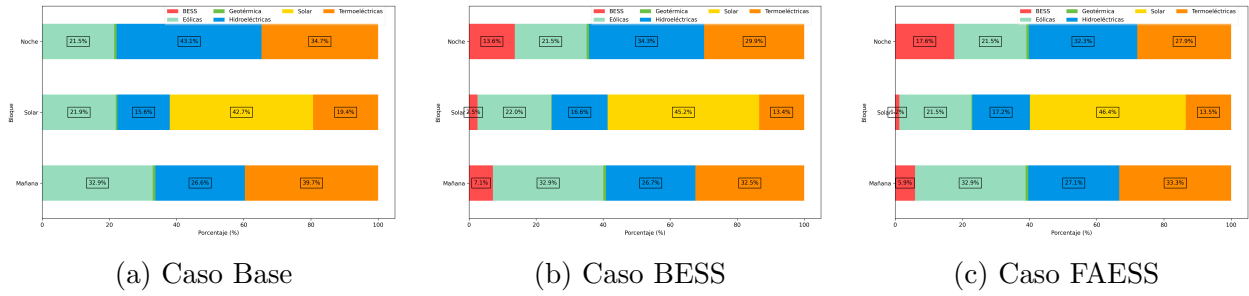 BESS Geotérmica Solar Termoeléctricas
Eólicas Hidroeléctricas
Noche 21.5% 43.1% 34.7%
Solar 21.9% 15.6% 42.7% 19.4%
Mañana 32.9% 26.6% 39.7%
Bloque
0 20 40 60 80 100
Porcentaje (%)
(a) Caso Base
BESS Geotérmica Solar Termoeléctricas
Eólicas Hidroeléctricas
Noche 13.6% 21.5% 34.3% 29.9%
Solar 2.5% 22.0% 16.6% 45.2% 13.4%
Mañana 7.1% 32.9% 26.7% 32.5%
Bloque
0 20 40 60 80 100
Porcentaje (%)
(b) Caso BESS
BESS Geotérmica Solar Termoeléctricas
Eólicas Hidroeléctricas
Noche 17.6% 21.5% 32.3% 27.9%
Solar 21.5% 17.2% 46.4% 13.5%
Mañana 5.9% 32.9% 27.1% 33.3%
Bloque
0 20 40 60 80 100
Porcentaje (%)
(c) Caso FAESS